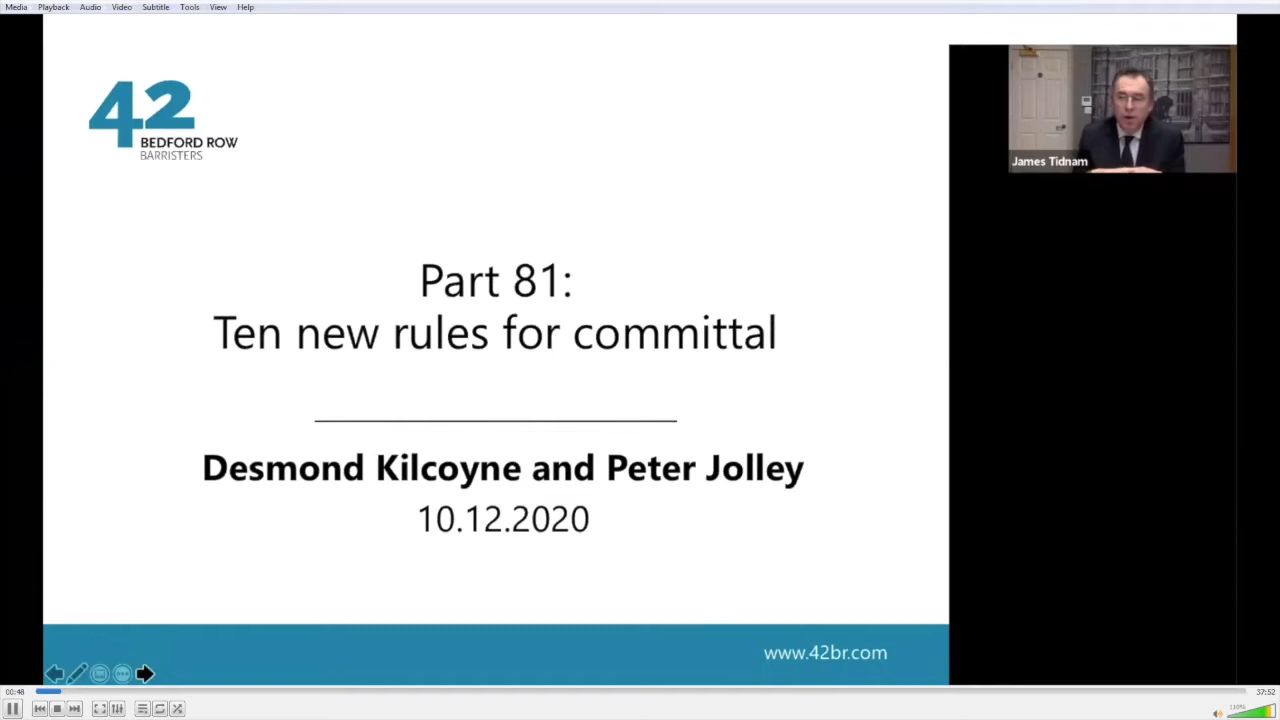 Media Playback Audio Video Subtitle Tools View Help
42
BEDFORD ROW
BARRISTERS
James Tidnam
Part 81:
Ten new rules for committal
Desmond Kilcoyne and Peter Jolley
10.12.2020
www.42br.com
00:48
37:52
110%